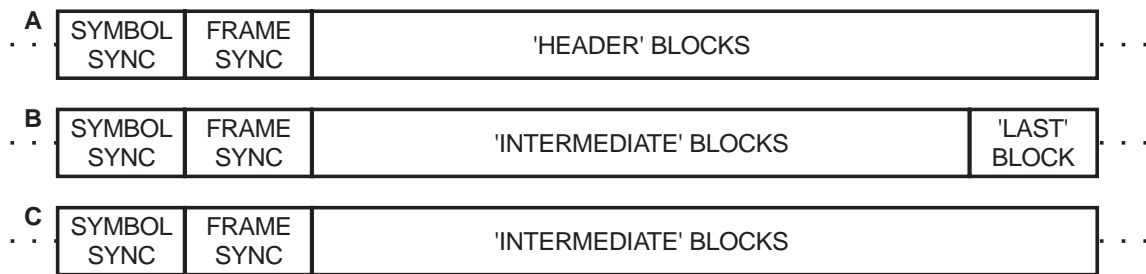 A
SYMBOL SYNC
FRAME SYNC
'HEADER' BLOCKS
B
SYMBOL SYNC
FRAME SYNC
'INTERMEDIATE' BLOCKS
'LAST' BLOCK
C
SYMBOL SYNC
FRAME SYNC
'INTERMEDIATE' BLOCKS